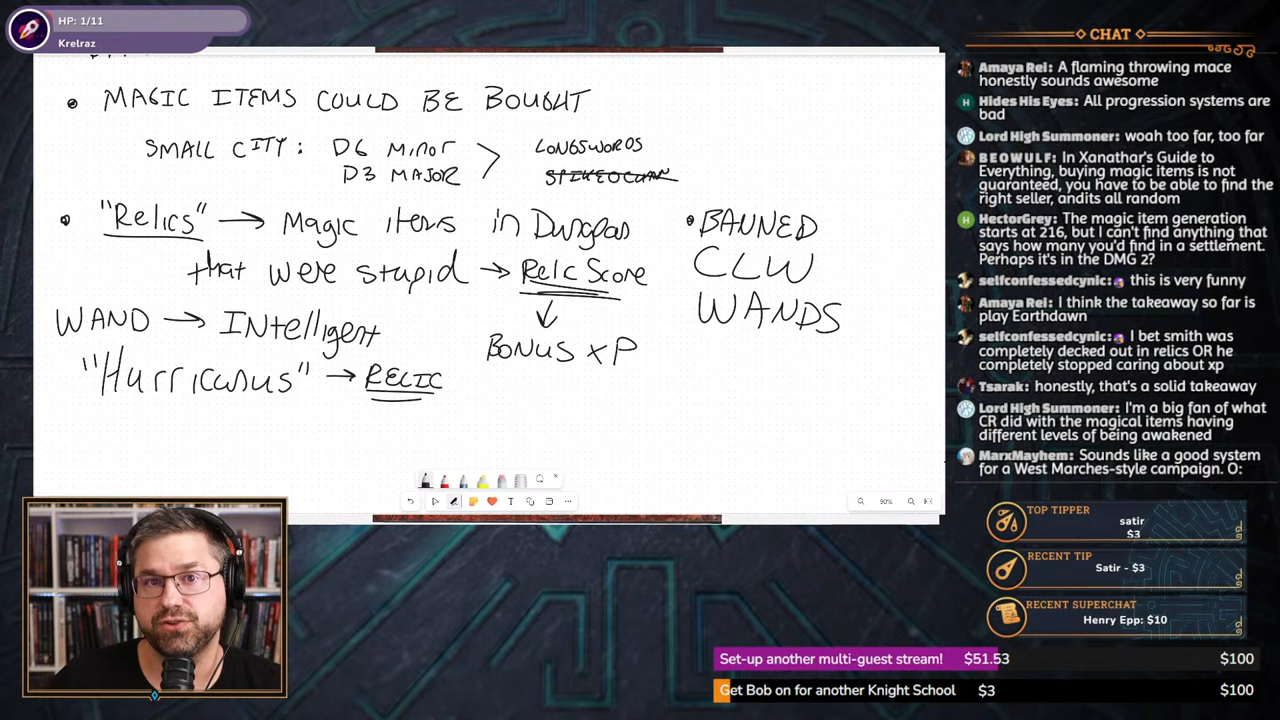 HP: 1/11
Krelraz
• MAGIC ITEMS COULD BE BOUGHT
SMALL CITY: D6 MINOR > LONGSWORDS
D3 MAJOR SPIKED CHAIN
• "Relics" → Magic items in Dungeons
that were stupid → Relic Score
↓
BONUS XP
WAND → INtelligent
"Hurricanus" → RELIC
• BANNED
CLW
WANDS
90%
CHAT
Amaya Rei: A flaming throwing mace
honestly sounds awesome
Hides His Eyes: All progression systems are
bad
Lord High Summoner: woah too far, too far
BEOWULF: In Xanathar's Guide to
Everything, buying magic items is not
guaranteed, you have to be able to find the
right seller, andits all random
HectorGrey: The magic item generation
starts at 216, but I can't find anything that
says how many you'd find in a settlement.
Perhaps it's in the DMG 2?
selfconfessedcynic: this is very funny
Amaya Rei: I think the takeaway so far is
play Earthdawn
selfconfessedcynic: I bet smith was
completely decked out in relics OR he
completely stopped caring about xp
Tsarak: honestly, that's a solid takeaway
Lord High Summoner: I'm a big fan of what
CR did with the magical items having
different levels of being awakened
MarxMayhem: Sounds like a good system
for a West Marches-style campaign. O:
TOP TIPPER
satir
$3
RECENT TIP
Satir - $3
RECENT SUPERCHAT
Henry Epp: $10
Set-up another multi-guest stream! $51.53 $100
Get Bob on for another Knight School $3 $100